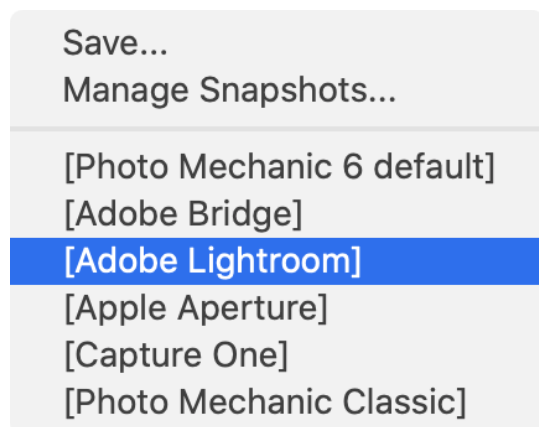 Save...
Manage Snapshots...
[Photo Mechanic 6 default]
[Adobe Bridge]
[Adobe Lightroom]
[Apple Aperture]
[Capture One]
[Photo Mechanic Classic]